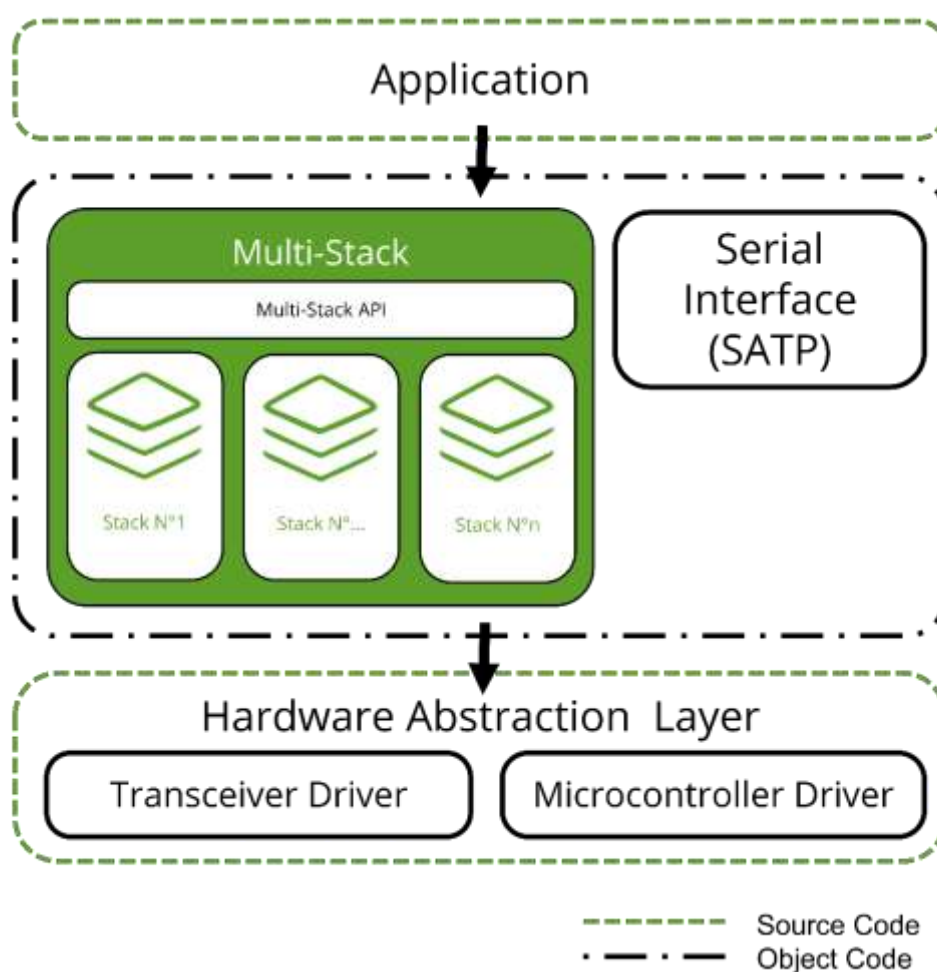 Application
Multi-Stack
Multi-Stack API
Stack N°1
Stack N°...
Stack N°n
Serial
Interface
(SATP)
Hardware Abstraction Layer
Transceiver Driver
Microcontroller Driver
Source Code
Object Code